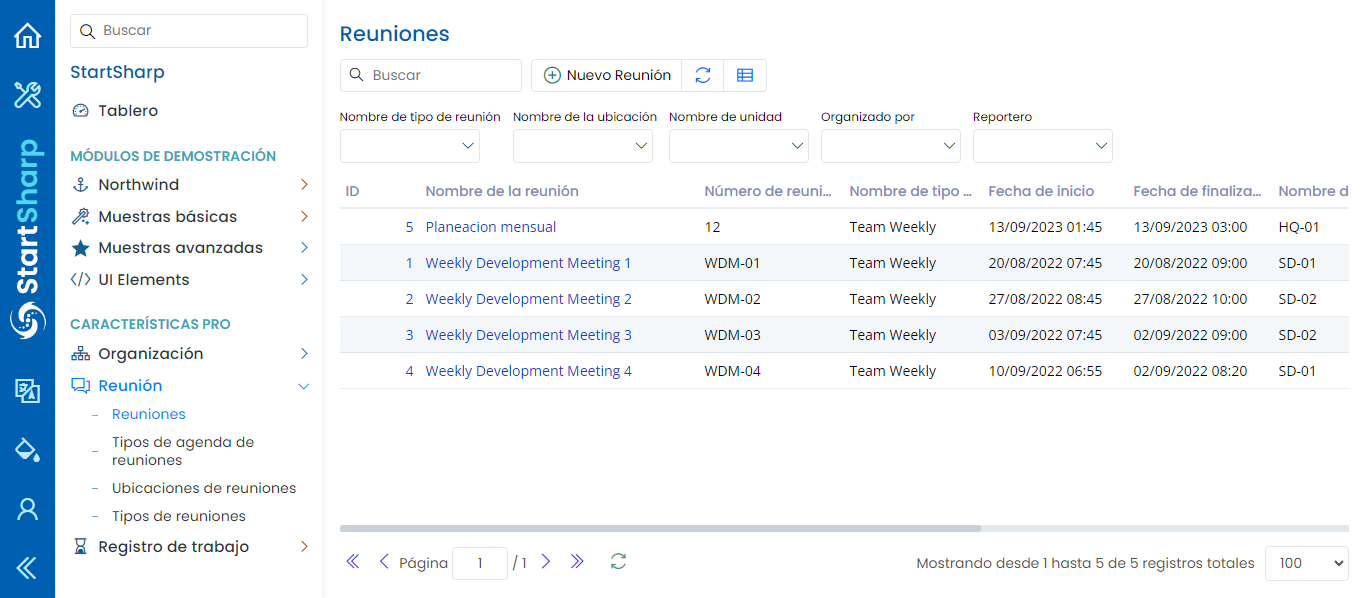 StartSharp
Buscar
StartSharp
Tablero
MÓDULOS DE DEMOSTRACIÓN
Northwind
Muestras básicas
Muestras avanzadas
UI Elements
CARACTERÍSTICAS PRO
Organización
Reunión
Reuniones
Tipos de agenda de
reuniones
Ubicaciones de reuniones
Tipos de reuniones
Registro de trabajo
Reuniones
Buscar Nuevo Reunión
Nombre de tipo de reunión Nombre de la ubicación Nombre de unidad Organizado por Reportero
ID Nombre de la reunión Número de reuni... Nombre de tipo ... Fecha de inicio Fecha de finaliza... Nombre d
5 Planeacion mensual 12 Team Weekly 13/09/2023 01:45 13/09/2023 03:00 HQ-01
1 Weekly Development Meeting 1 WDM-01 Team Weekly 20/08/2022 07:45 20/08/2022 09:00 SD-01
2 Weekly Development Meeting 2 WDM-02 Team Weekly 27/08/2022 08:45 27/08/2022 10:00 SD-02
3 Weekly Development Meeting 3 WDM-03 Team Weekly 03/09/2022 07:45 02/09/2022 09:00 SD-02
4 Weekly Development Meeting 4 WDM-04 Team Weekly 10/09/2022 06:55 02/09/2022 08:20 SD-01
Página 1 / 1 Mostrando desde 1 hasta 5 de 5 registros totales 100